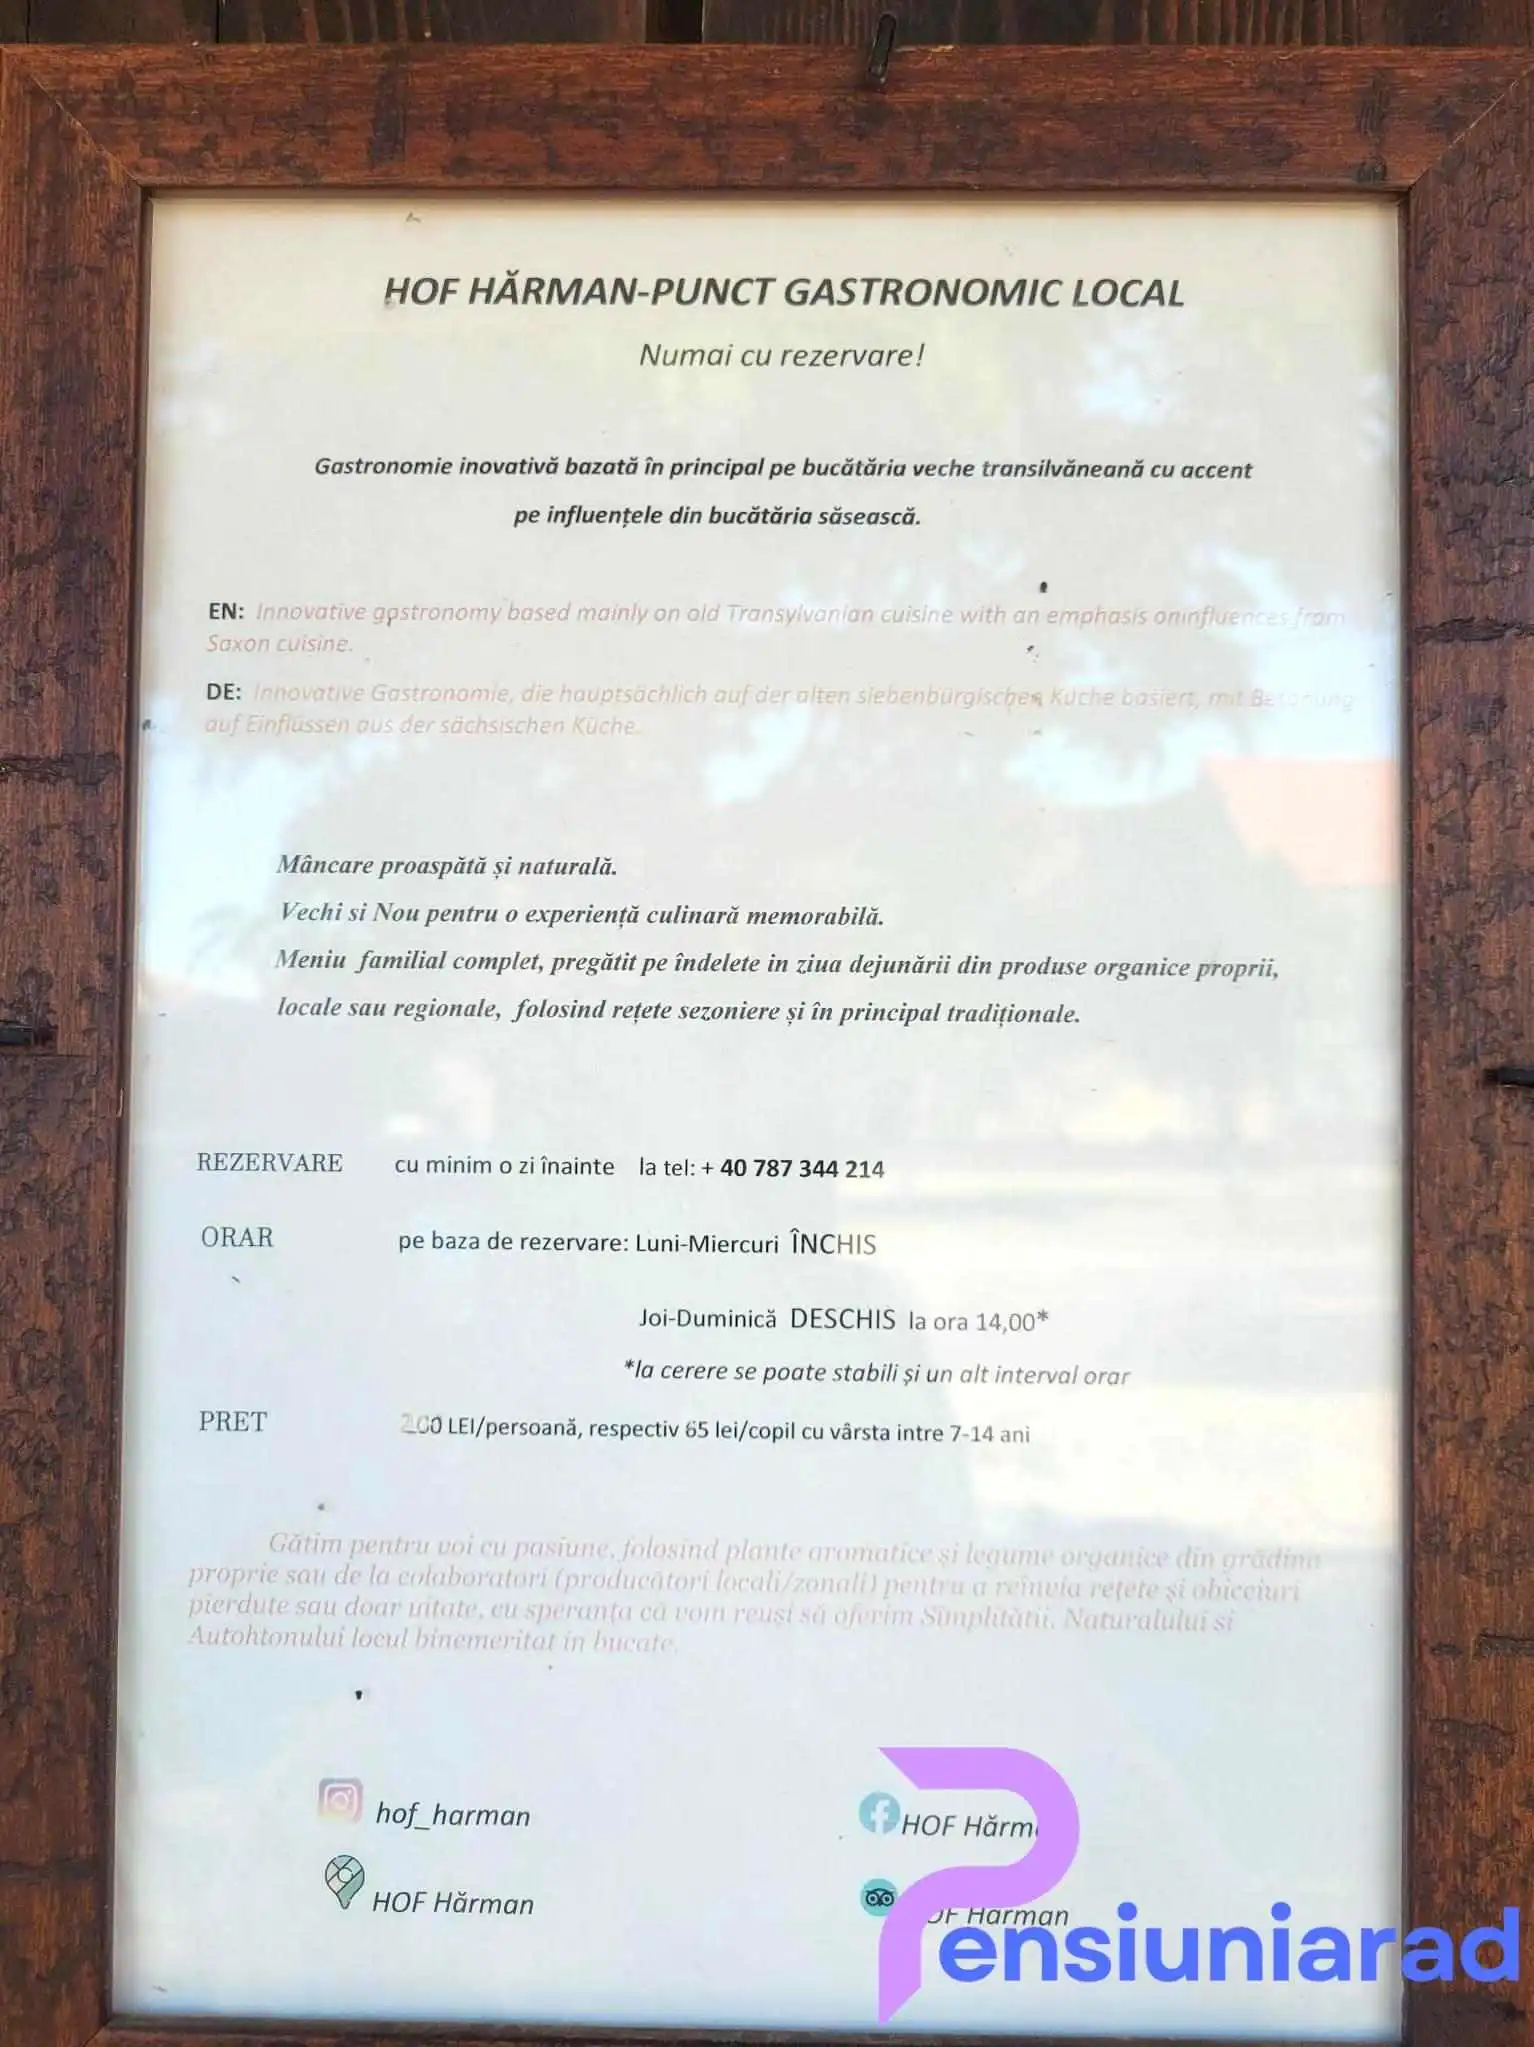 HOF HĂRMAN-PUNCT GASTRONOMIC LOCAL
Numai cu rezervare!
Gastronomie inovativă bazată în principal pe bucătăria veche transilvăneană cu accent
pe influențele din bucătăria săsească.
EN: Innovative gastronomy based mainly on old Transylvanian cuisine with an emphasis oninfluences from
Saxon cuisine.
DE: Innovative Gastronomie, die hauptsächlich auf der alten siebenbürgischen Küche basiert, mit Betonung
auf Einflüssen aus der sächsischen Küche.
Mâncare proaspătă și naturală.
Vechi si Nou pentru o experiență culinară memorabilă.
Meniu familial complet, pregătit pe îndelete in ziua dejunării din produse organice proprii,
locale sau regionale, folosind rețete sezoniere și în principal tradiționale.
REZERVARE cu minim o zi înainte la tel: + 40 787 344 214
ORAR pe baza de rezervare: Luni-Miercuri ÎNCHIS
Joi-Duminică DESCHIS la ora 14,00*
*la cerere se poate stabili și un alt interval orar
PRET LEI/persoană, respectiv 65 lei/copil cu vârsta intre 7-14 ani
Gătim pentru voi cu pasiune, folosind plante aromatice și legume organice din grădina
proprie sau de la colaboratori (producători locali/zonali) pentru a reînvia rețete și obiceiuri
pierdute sau doar uitate, cu speranța că vom reuși să oferim Simplității, Naturalului si
Autohtonului locul binemeritat in bucate.
hof_harman
HOF Hărm
HOF Hărman
OF Hărman
Pensiuniarad